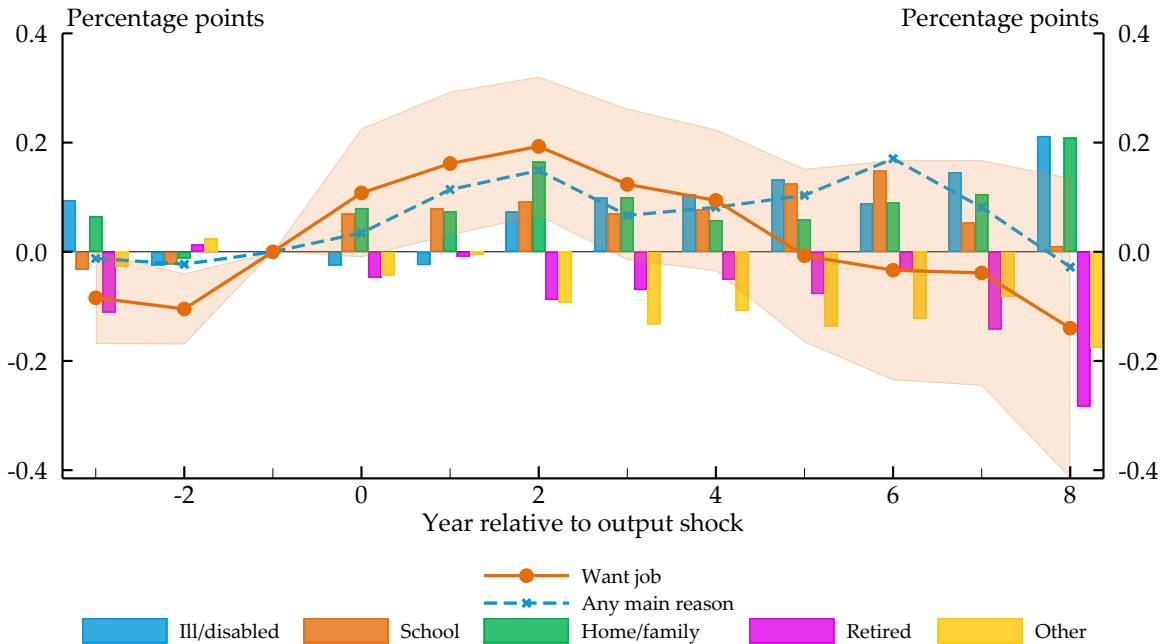 Percentage points Percentage points
0.4 0.4
0.2 0.2
0.0 0.0
-0.2 -0.2
-0.4 -0.4
-2 0 2 4 6 8
Year relative to output shock
Want job
Any main reason
Ill/disabled School Home/family Retired Other